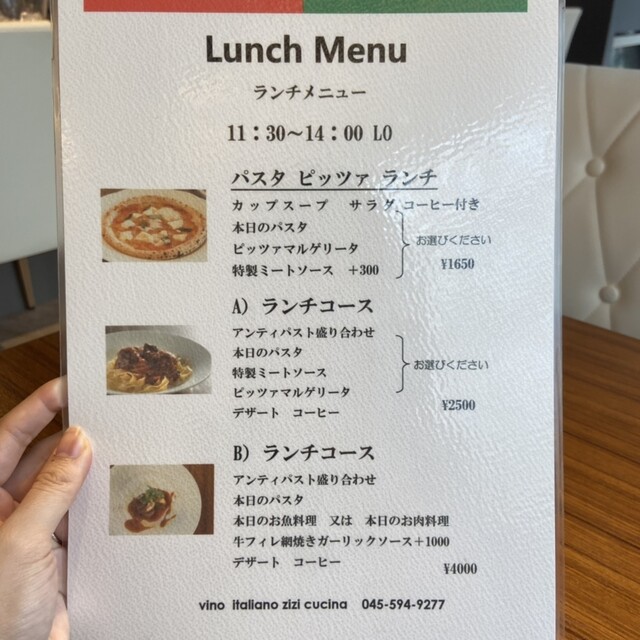 Lunch Menu
ランチメニュー
11：30～14：00 LO
パスタ ピッツァ ランチ
カップスープ サラダ コーヒー付き
本日のパスタ
ピッツァマルゲリータ
特製ミートソース ＋300
お選びください
¥1650
A) ランチコース
アンティパスト盛り合わせ
本日のパスタ
特製ミートソース
ピッツァマルゲリータ
お選びください
デザート コーヒー
¥2500
B) ランチコース
アンティパスト盛り合わせ
本日のパスタ
本日のお魚料理 又は 本日のお肉料理
牛フィレ網焼きガーリックソース＋1000
デザート コーヒー
¥4000
vino italiano zizi cucina 045-594-9277